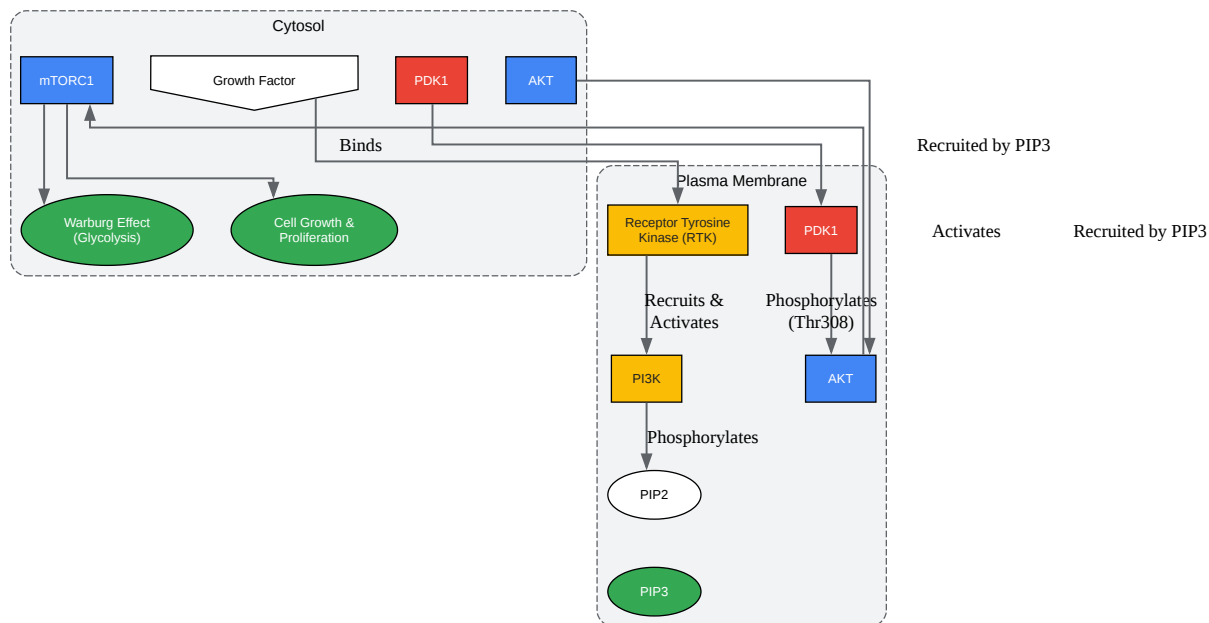 Cytosol
mTORC1
Growth Factor
PDK1
AKT
Binds
Recruited by PIP3
Plasma Membrane
Warburg Effect
(Glycolysis)
Cell Growth &
Proliferation
Receptor Tyrosine
Kinase (RTK)
PDK1
Activates
Recruited by PIP3
Recruits &
Activates
Phosphorylates
(Thr308)
PI3K
AKT
Phosphorylates
PIP2
PIP3